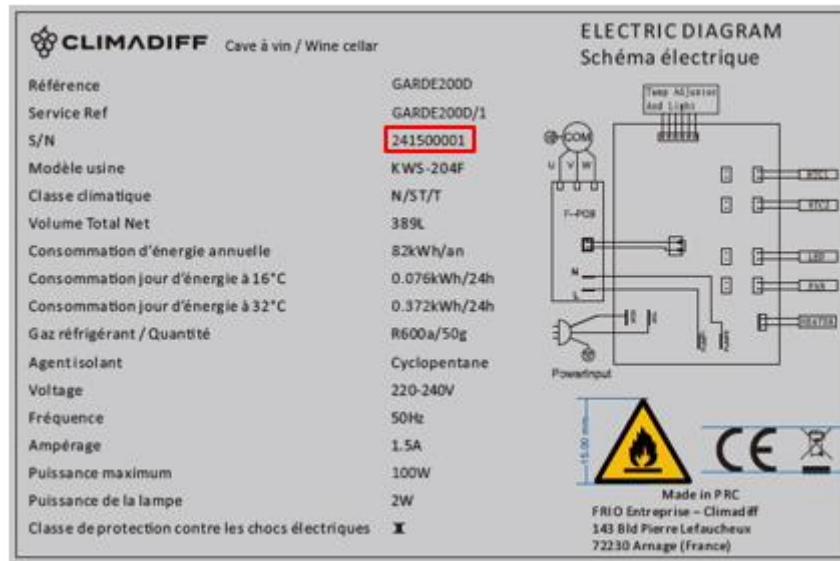 CLIMADIFF Cave à vin / Wine cellar
Référence GARDE200D
Service Ref GARDE200D/1
S/N 241500001
Modèle usine KWS-204F
Classe climatique N/ST/T
Volume Total Net 389L
Consommation d'énergie annuelle 82kWh/an
Consommation jour d'énergie à 16°C 0.076kWh/24h
Consommation jour d'énergie à 32°C 0.372kWh/24h
Gaz réfrigérant / Quantité R600a/50g
Agent isolant Cyclopentane
Voltage 220-240V
Fréquence 50Hz
Ampérage 1.5A
Puissance maximum 100W
Puissance de la lampe 2W
Classe de protection contre les chocs électriques I
ELECTRIC DIAGRAM
Schéma électrique
And Light
COM
U V W
F-PCB
N
L
LED
HEATER
PowerInput
15.00 mm
CE
Made in PRC
FRIO Entreprise – Climadiff
143 Bld Pierre Lefaucheux
72230 Arnage (France)